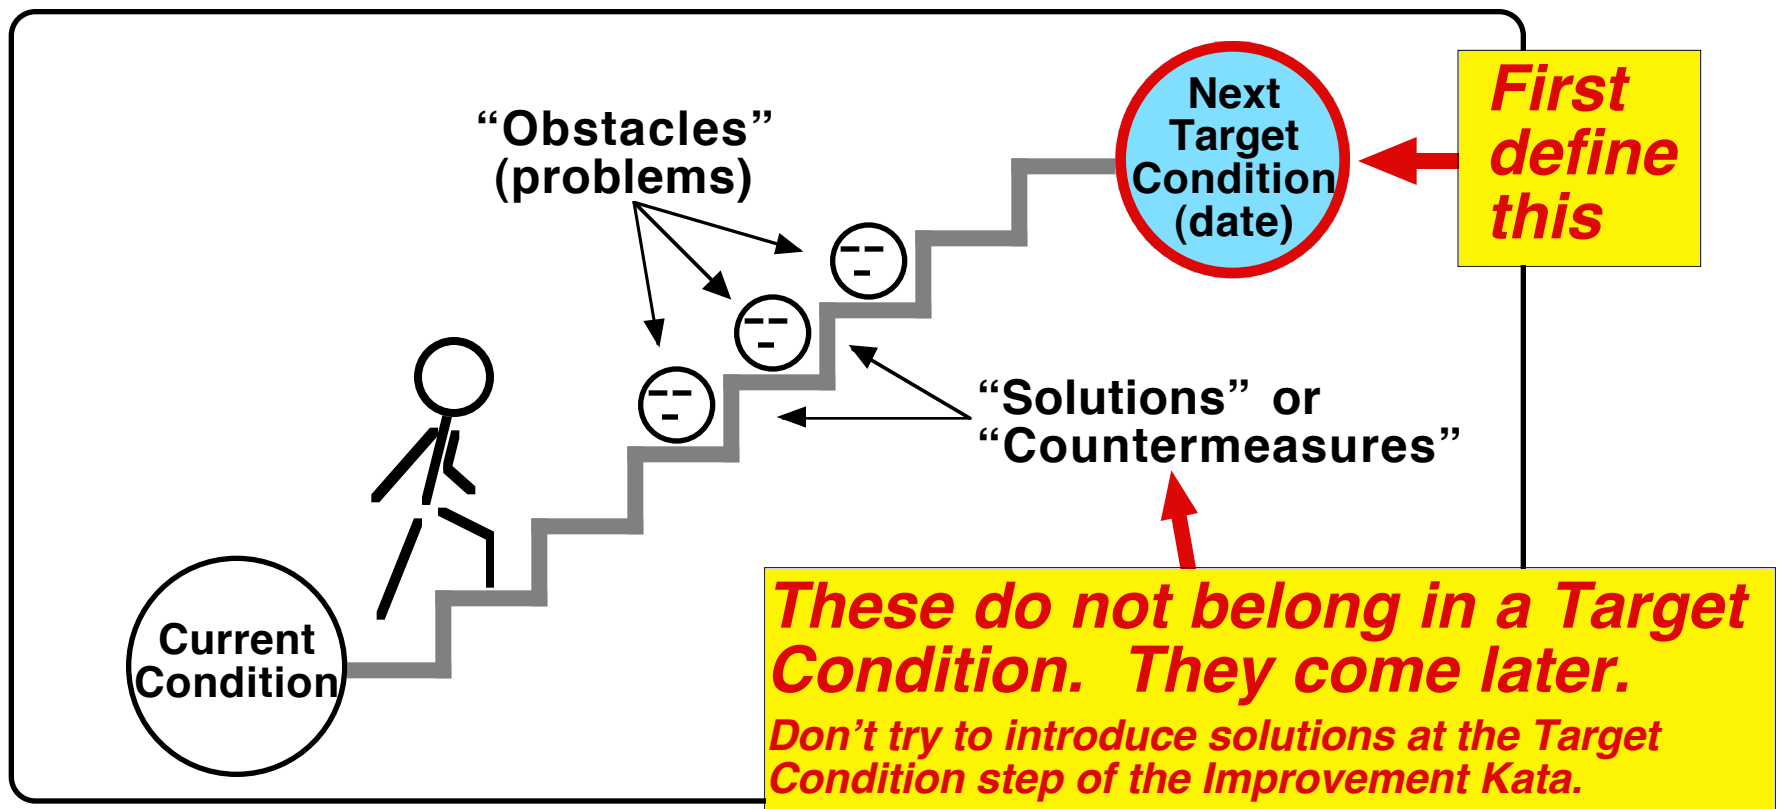 “Obstacles”
(problems)
Next
Target
Condition
(date)
First
define
this
“Solutions” or
“Countermeasures”
Current
Condition
These do not belong in a Target
Condition. They come later.
Don’t try to introduce solutions at the Target
Condition step of the Improvement Kata.